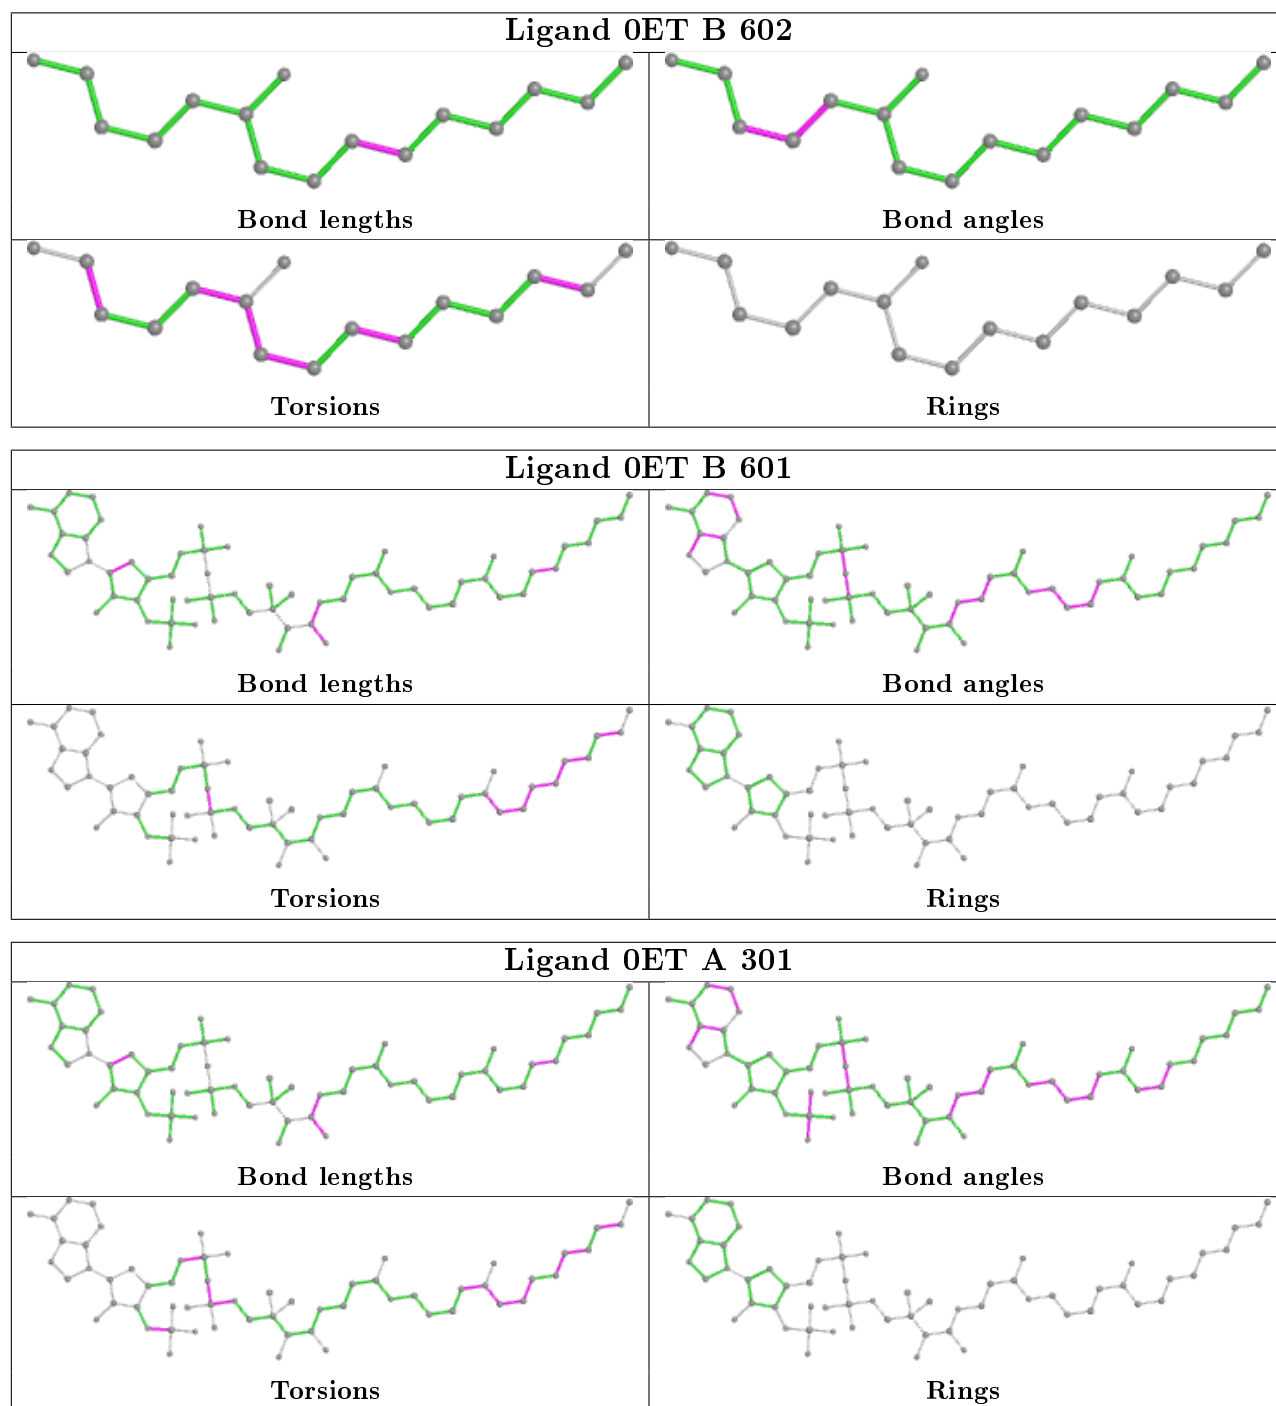 Ligand 0ET B 602
Bond lengths
Bond angles
Torsions
Rings
Ligand 0ET B 601
Bond lengths
Bond angles
Torsions
Rings
Ligand 0ET A 301
Bond lengths
Bond angles
Torsions
Rings